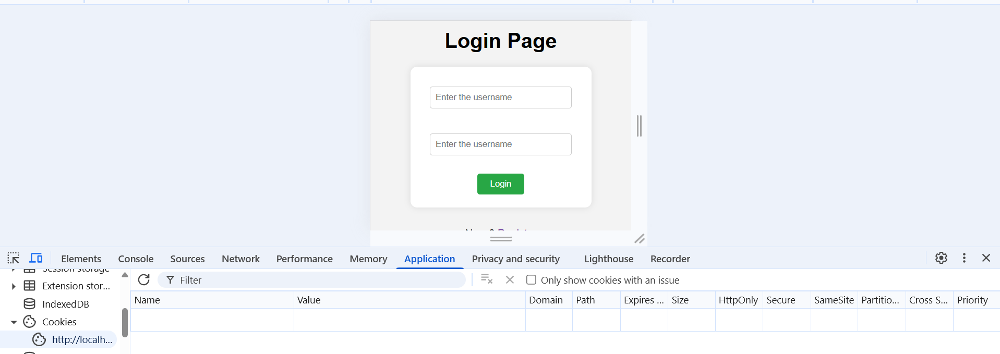 Login Page
Enter the username
Enter the username
Login
Elements Console Sources Network Performance Memory Application Privacy and security Lighthouse Recorder
Session storage
Extension stor...
IndexedDB
Cookies
http://localh...
Filter
Only show cookies with an issue
Name Value Domain Path Expires ... Size HttpOnly Secure SameSite Partitio... Cross S... Priority